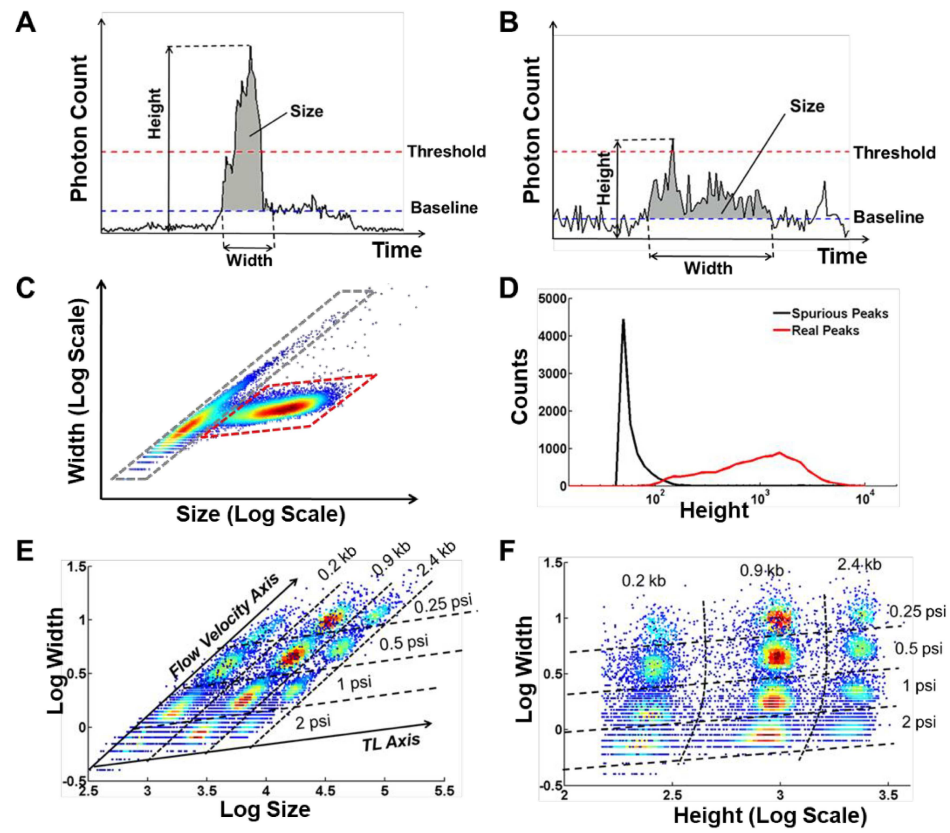 A
Photon Count
Height
Size
Threshold
Baseline
Width
Time
B
Photon Count
Height
Size
Threshold
Baseline
Width
Time
C
Width (Log Scale)
Size (Log Scale)
D
Counts
5000
4000
3000
2000
1000
0
Spurious Peaks
Real Peaks
10²
10³
10⁴
Height
E
Log Width
1.5
1.0
0.5
0
-0.5
Flow Velocity Axis
0.2 kb
0.9 kb
2.4 kb
0.25 psi
0.5 psi
1 psi
2 psi
TL Axis
2.5
3
3.5
4
4.5
5
5.5
Log Size
F
Log Width
1.5
1.0
0.5
0
-0.5
0.2 kb
0.9 kb
2.4 kb
0.25 psi
0.5 psi
1 psi
2 psi
2
2.5
3
3.5
Height (Log Scale)